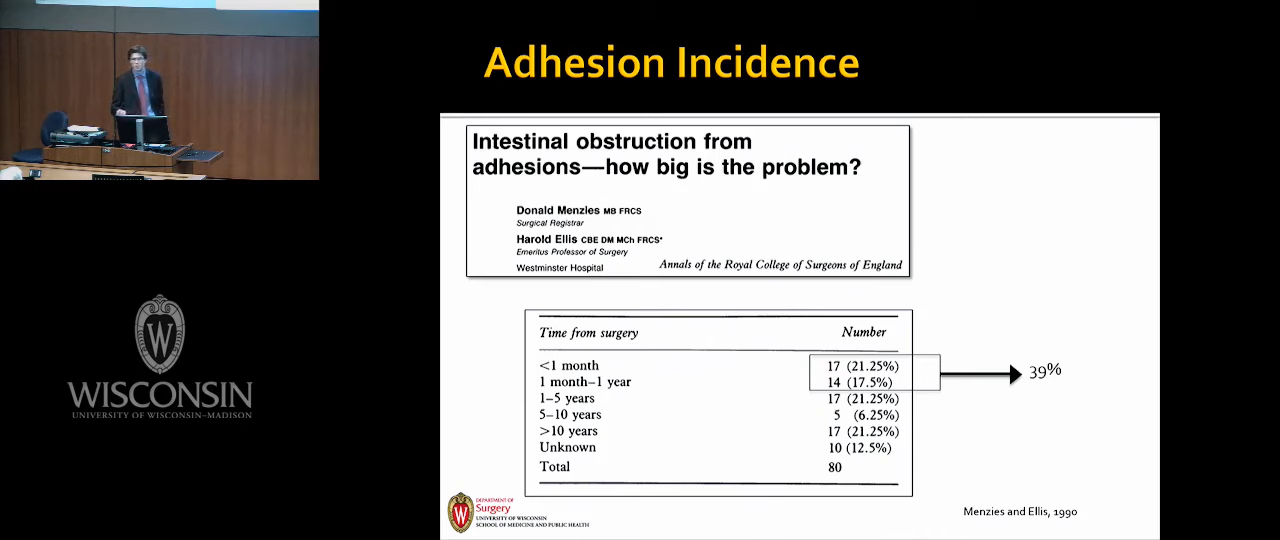 Adhesion Incidence
Intestinal obstruction from
adhesions—how big is the problem?
Donald Menzies MB FRCS
Surgical Registrar
Harold Ellis CBE DM MCh FRCS*
Emeritus Professor of Surgery
Westminster Hospital
Annals of the Royal College of Surgeons of England
Time from surgery Number
<1 month 17 (21.25%)
1 month–1 year 14 (17.5%)
1–5 years 17 (21.25%)
5–10 years 5 (6.25%)
>10 years 17 (21.25%)
Unknown 10 (12.5%)
Total 80
39%
W
WISCONSIN
UNIVERSITY OF WISCONSIN–MADISON
W
DEPARTMENT OF
Surgery
UNIVERSITY OF WISCONSIN
SCHOOL OF MEDICINE AND PUBLIC HEALTH
Menzies and Ellis, 1990